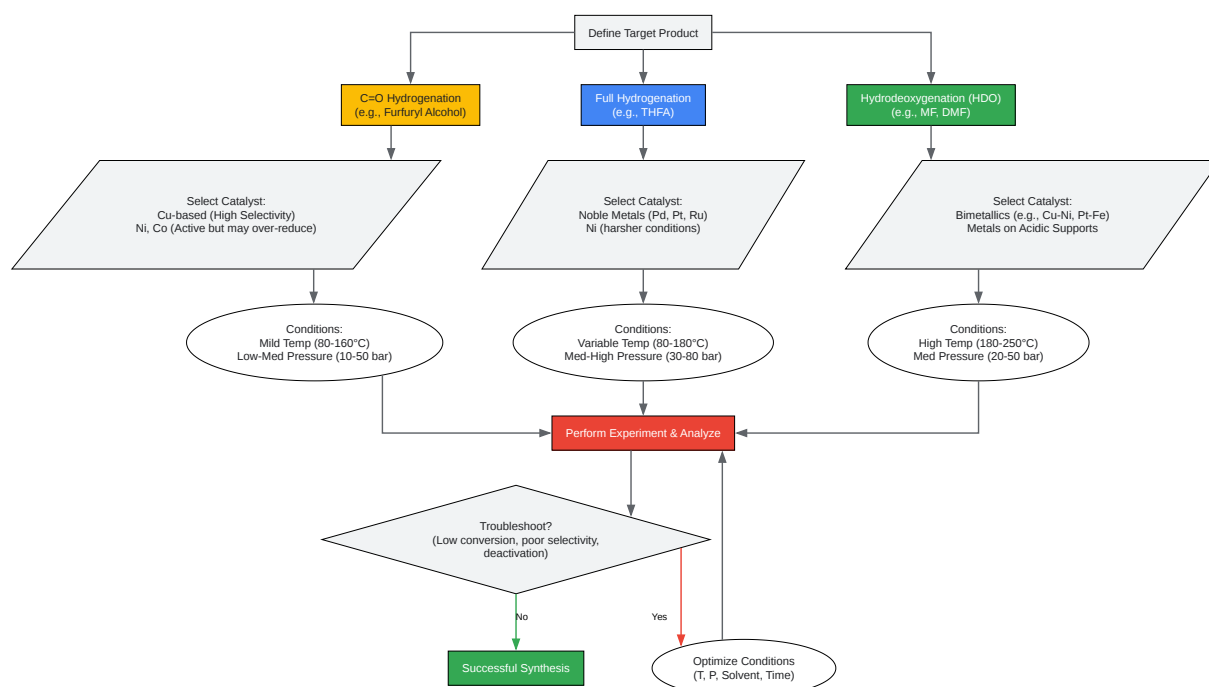 Define Target Product
C=O Hydrogenation
(e.g., Furfuryl Alcohol)
Full Hydrogenation
(e.g., THFA)
Hydrodeoxygenation (HDO)
(e.g., MF, DMF)
Select Catalyst:
Cu-based (High Selectivity)
Ni, Co (Active but may over-reduce)
Select Catalyst:
Noble Metals (Pd, Pt, Ru)
Ni (harsher conditions)
Select Catalyst:
Bimetallics (e.g., Cu-Ni, Pt-Fe)
Metals on Acidic Supports
Conditions:
Mild Temp (80-160°C)
Low-Med Pressure (10-50 bar)
Conditions:
Variable Temp (80-180°C)
Med-High Pressure (30-80 bar)
Conditions:
High Temp (180-250°C)
Med Pressure (20-50 bar)
Perform Experiment & Analyze
Troubleshoot?
(Low conversion, poor selectivity,
deactivation)
No
Yes
Successful Synthesis
Optimize Conditions
(T, P, Solvent, Time)